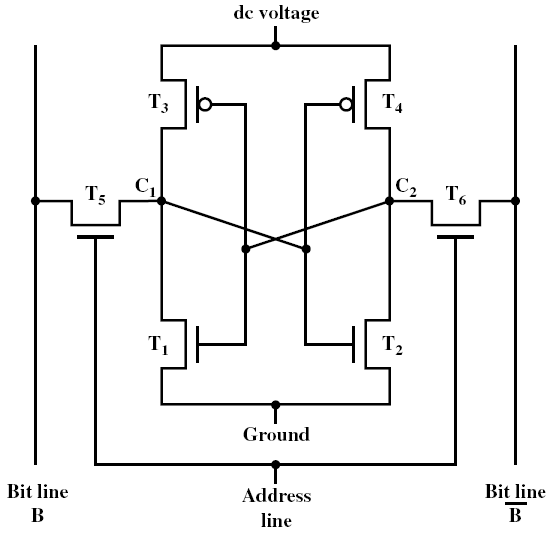 dc voltage
T3
T4
T5
C1
C2
T6
T1
T2
Ground
Bit line
B
Address
line
Bit line
B̅